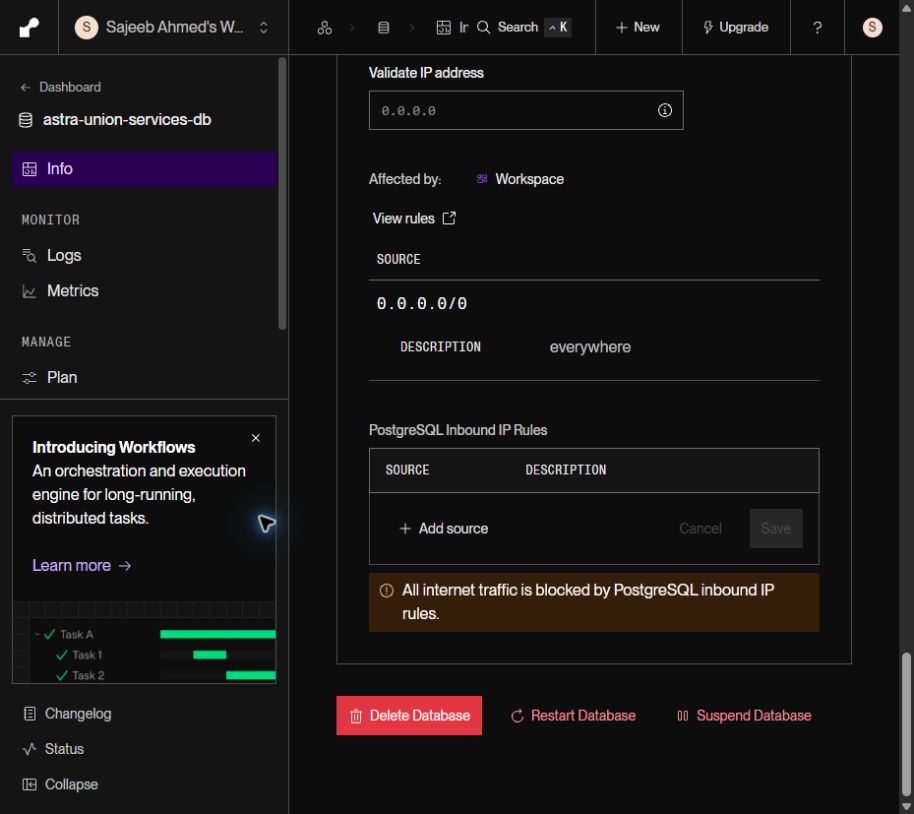 S Sajeeb Ahmed's W...
Search ^ K
+ New
Upgrade
?
S
← Dashboard
astra-union-services-db
Info
MONITOR
Logs
Metrics
MANAGE
Plan
Introducing Workflows
An orchestration and execution
engine for long-running,
distributed tasks.
Learn more →
Task A
Task 1
Task 2
Changelog
Status
Collapse
Validate IP address
0.0.0.0
Affected by: Workspace
View rules
SOURCE
0.0.0.0/0
DESCRIPTION everywhere
PostgreSQL Inbound IP Rules
SOURCE DESCRIPTION
+ Add source Cancel Save
All internet traffic is blocked by PostgreSQL inbound IP
rules.
Delete Database Restart Database Suspend Database